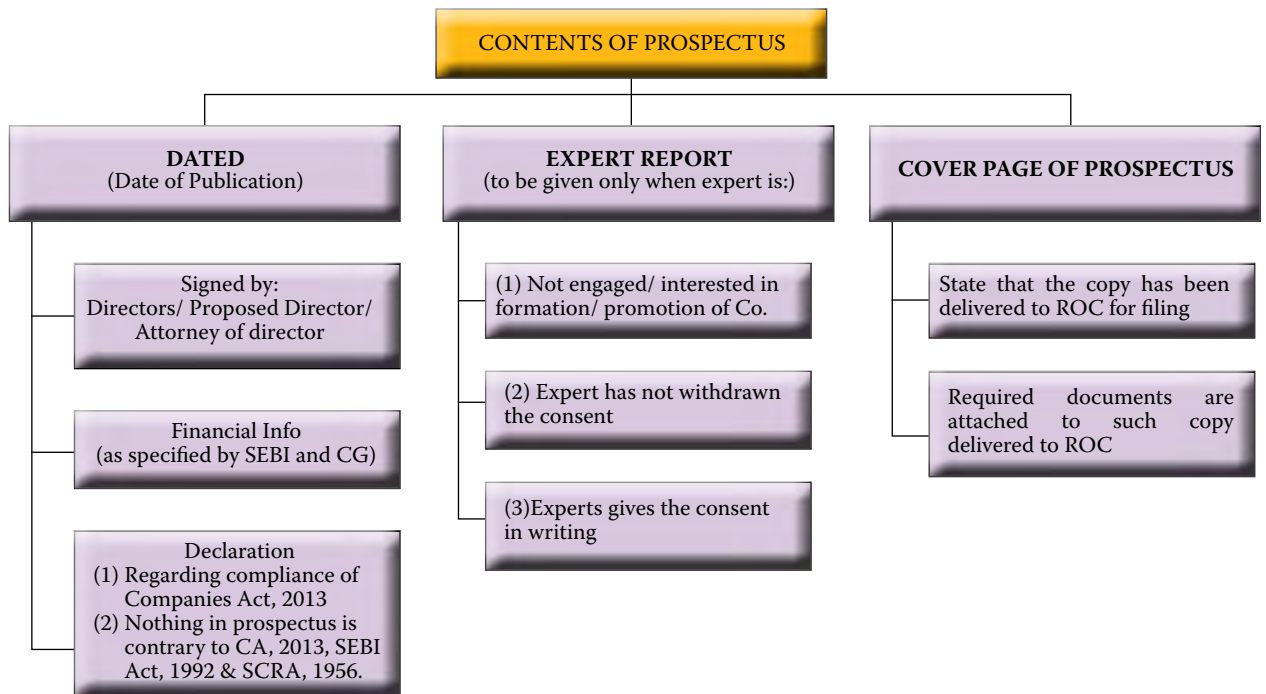 CONTENTS OF PROSPECTUS
DATED
(Date of Publication)
Signed by:
Directors/ Proposed Director/
Attorney of director
Financial Info
(as specified by SEBI and CG)
Declaration
(1) Regarding compliance of
Companies Act, 2013
(2) Nothing in prospectus is
contrary to CA, 2013, SEBI
Act, 1992 & SCRA, 1956.
EXPERT REPORT
(to be given only when expert is:)
(1) Not engaged/ interested in
formation/ promotion of Co.
(2) Expert has not withdrawn
the consent
(3)Experts gives the consent
in writing
COVER PAGE OF PROSPECTUS
State that the copy has been
delivered to ROC for filing
Required documents are
attached to such copy
delivered to ROC